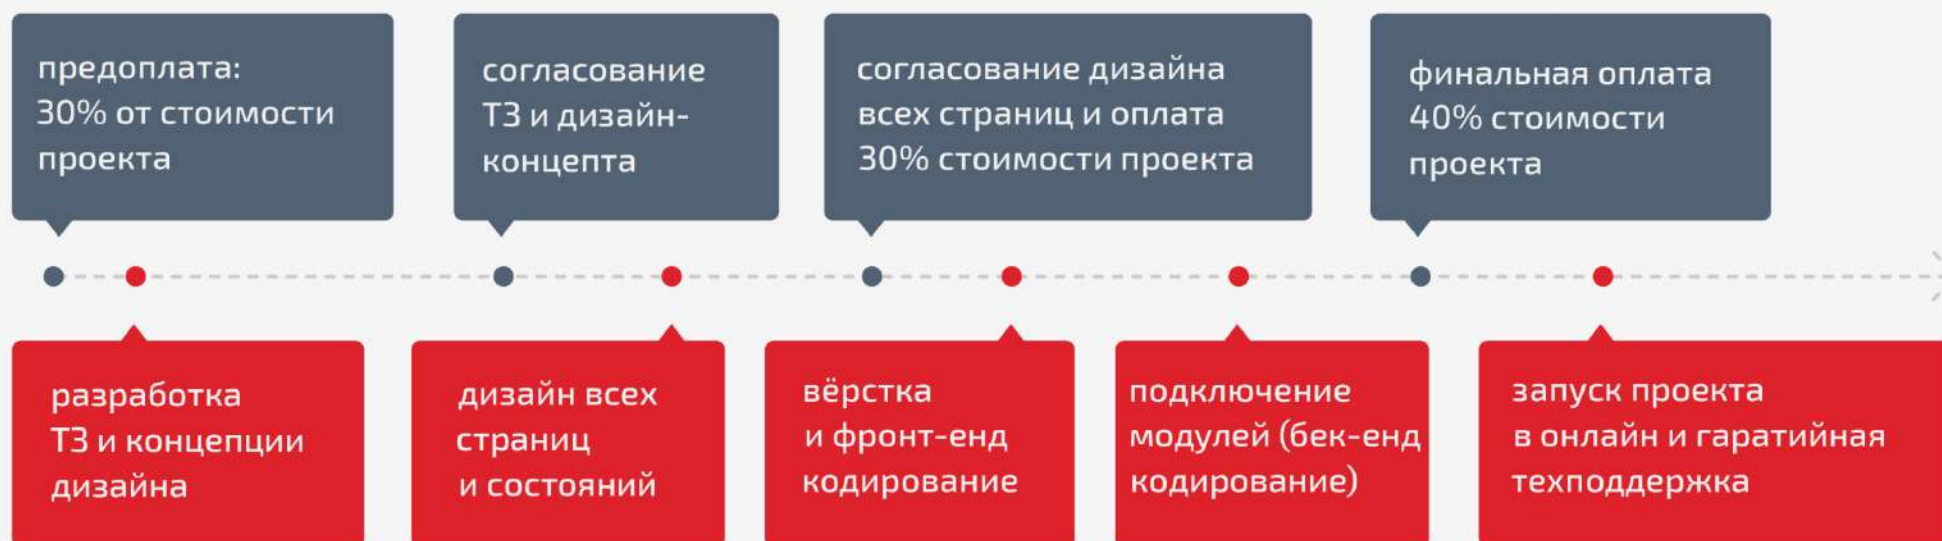 предоплата:
30% от стоимости
проекта
согласование
ТЗ и дизайн-
концепта
согласование дизайна
всех страниц и оплата
30% стоимости проекта
финальная оплата
40% стоимости
проекта
разработка
ТЗ и концепции
дизайна
дизайн всех
страниц
и состояний
вёрстка
и фронт-енд
кодирование
подключение
модулей (бек-енд
кодирование)
запуск проекта
в онлайн и гаратийная
техподдержка